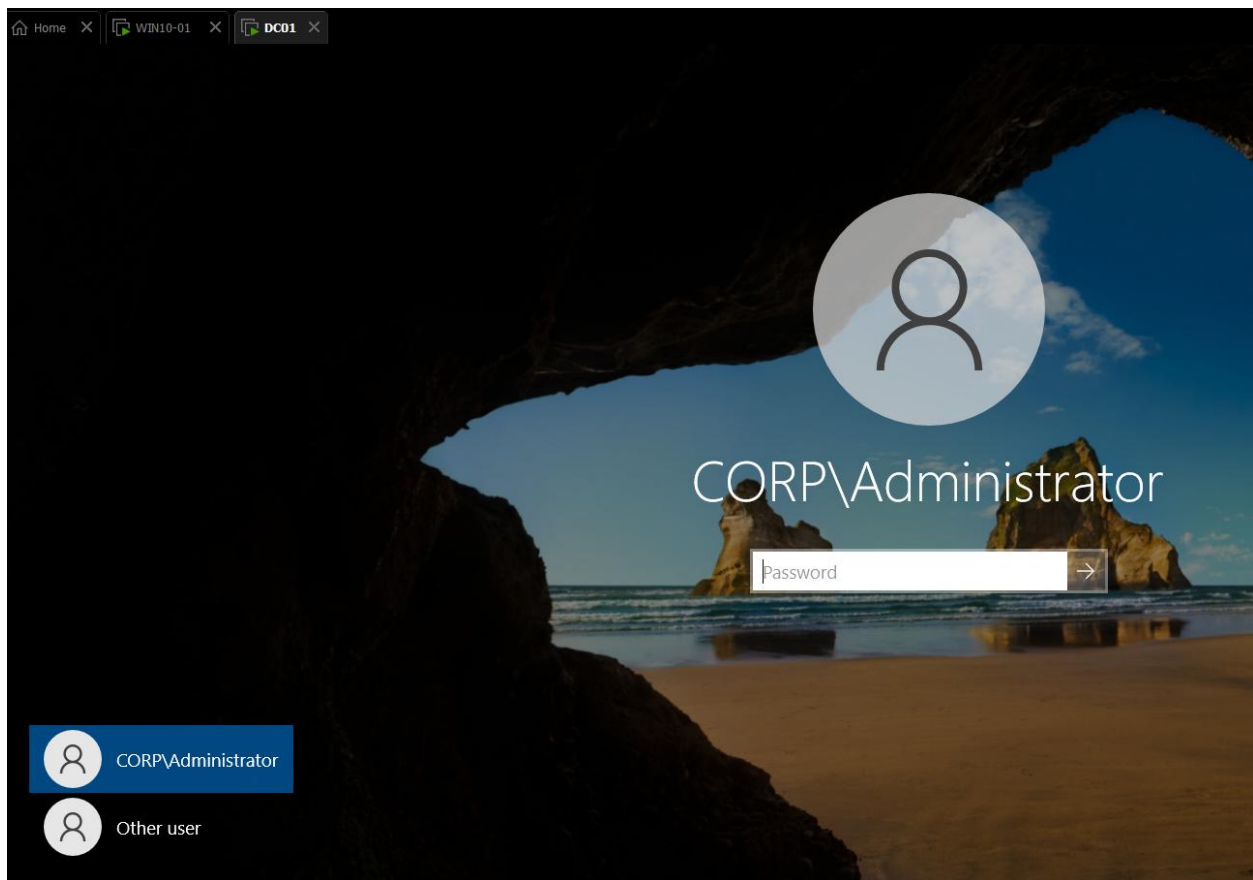 Home WIN10-01 DC01
CORP\Administrator
Password
CORP\Administrator
Other user